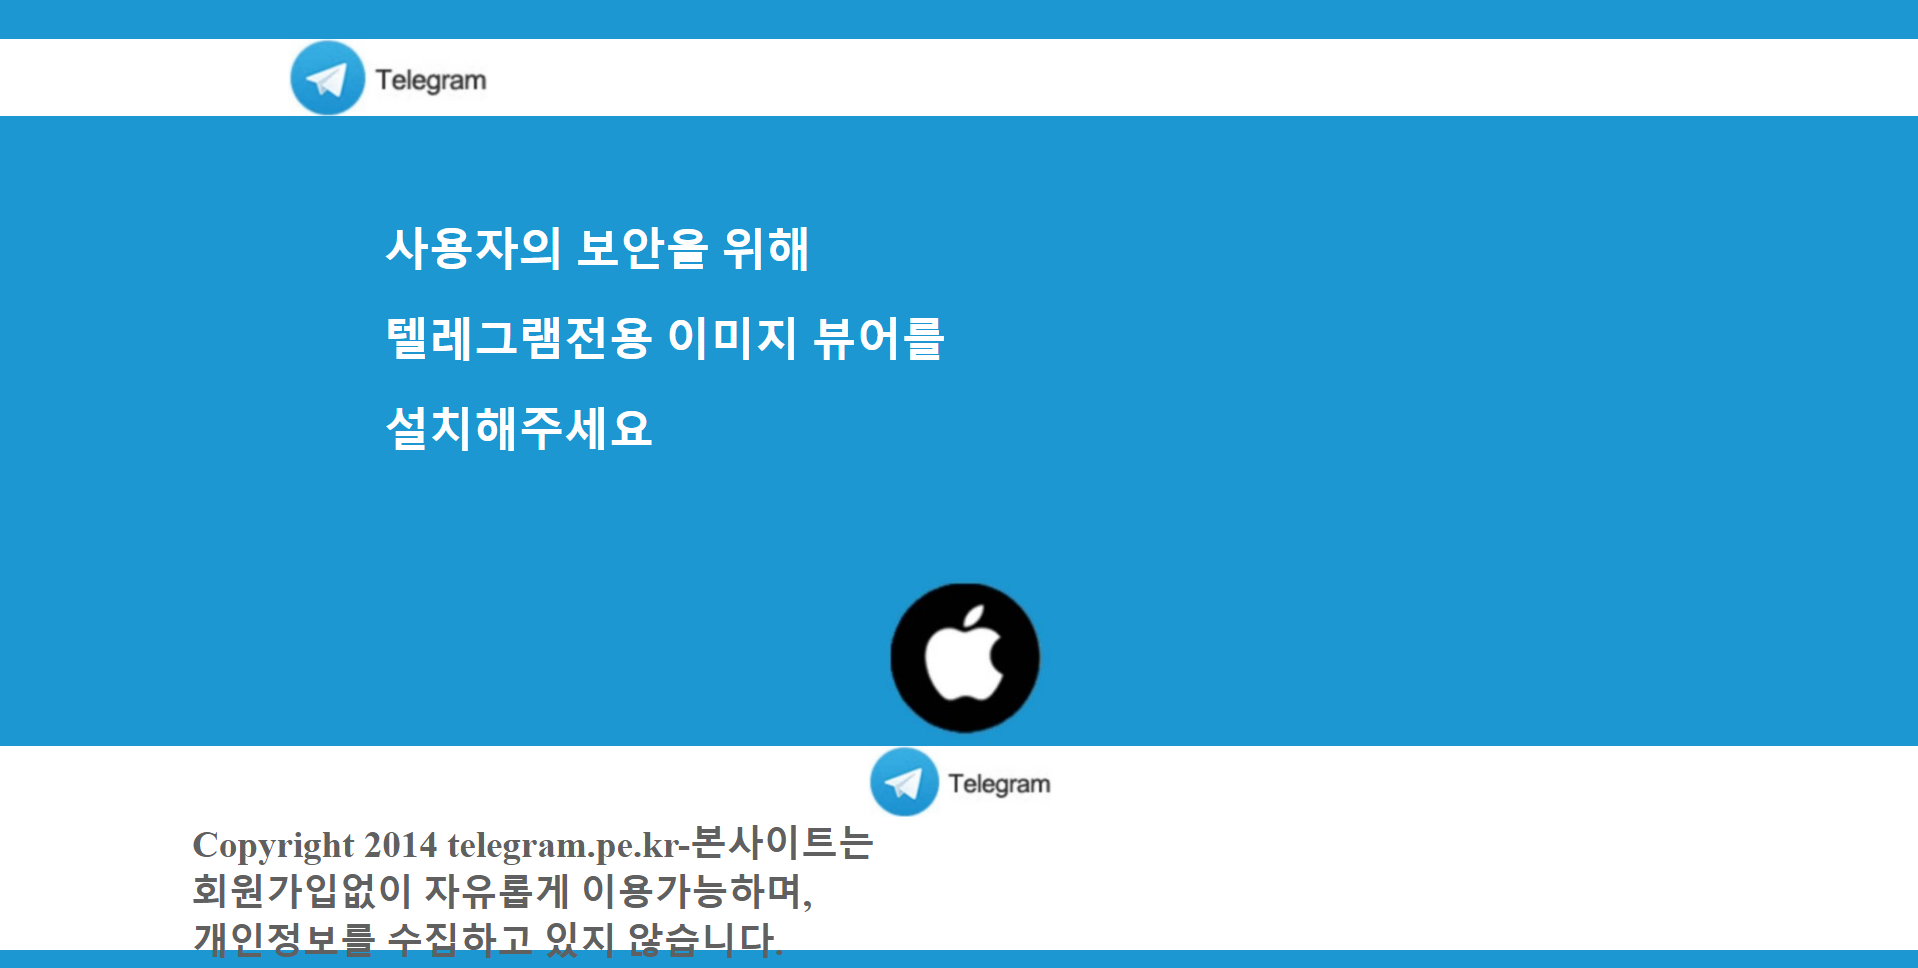 Telegram
사용자의 보안을 위해
텔레그램전용 이미지 뷰어를
설치해주세요
Telegram
Copyright 2014 telegram.pe.kr-본사이트는
회원가입없이 자유롭게 이용가능하며,
개인정보를 수집하고 있지 않습니다.